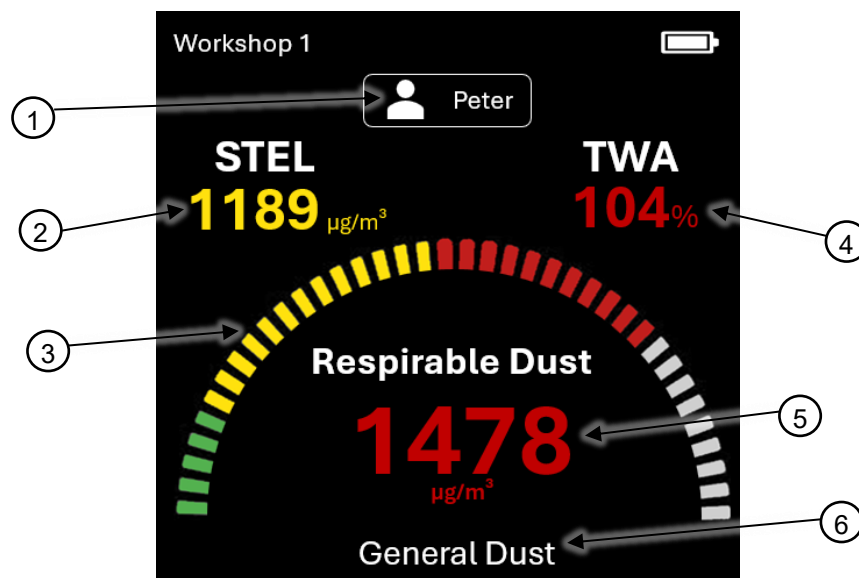 Workshop 1
1
Peter
STEL
TWA
2
1189 µg/m³
104%
4
3
Respirable Dust
1478
5
µg/m³
6
General Dust